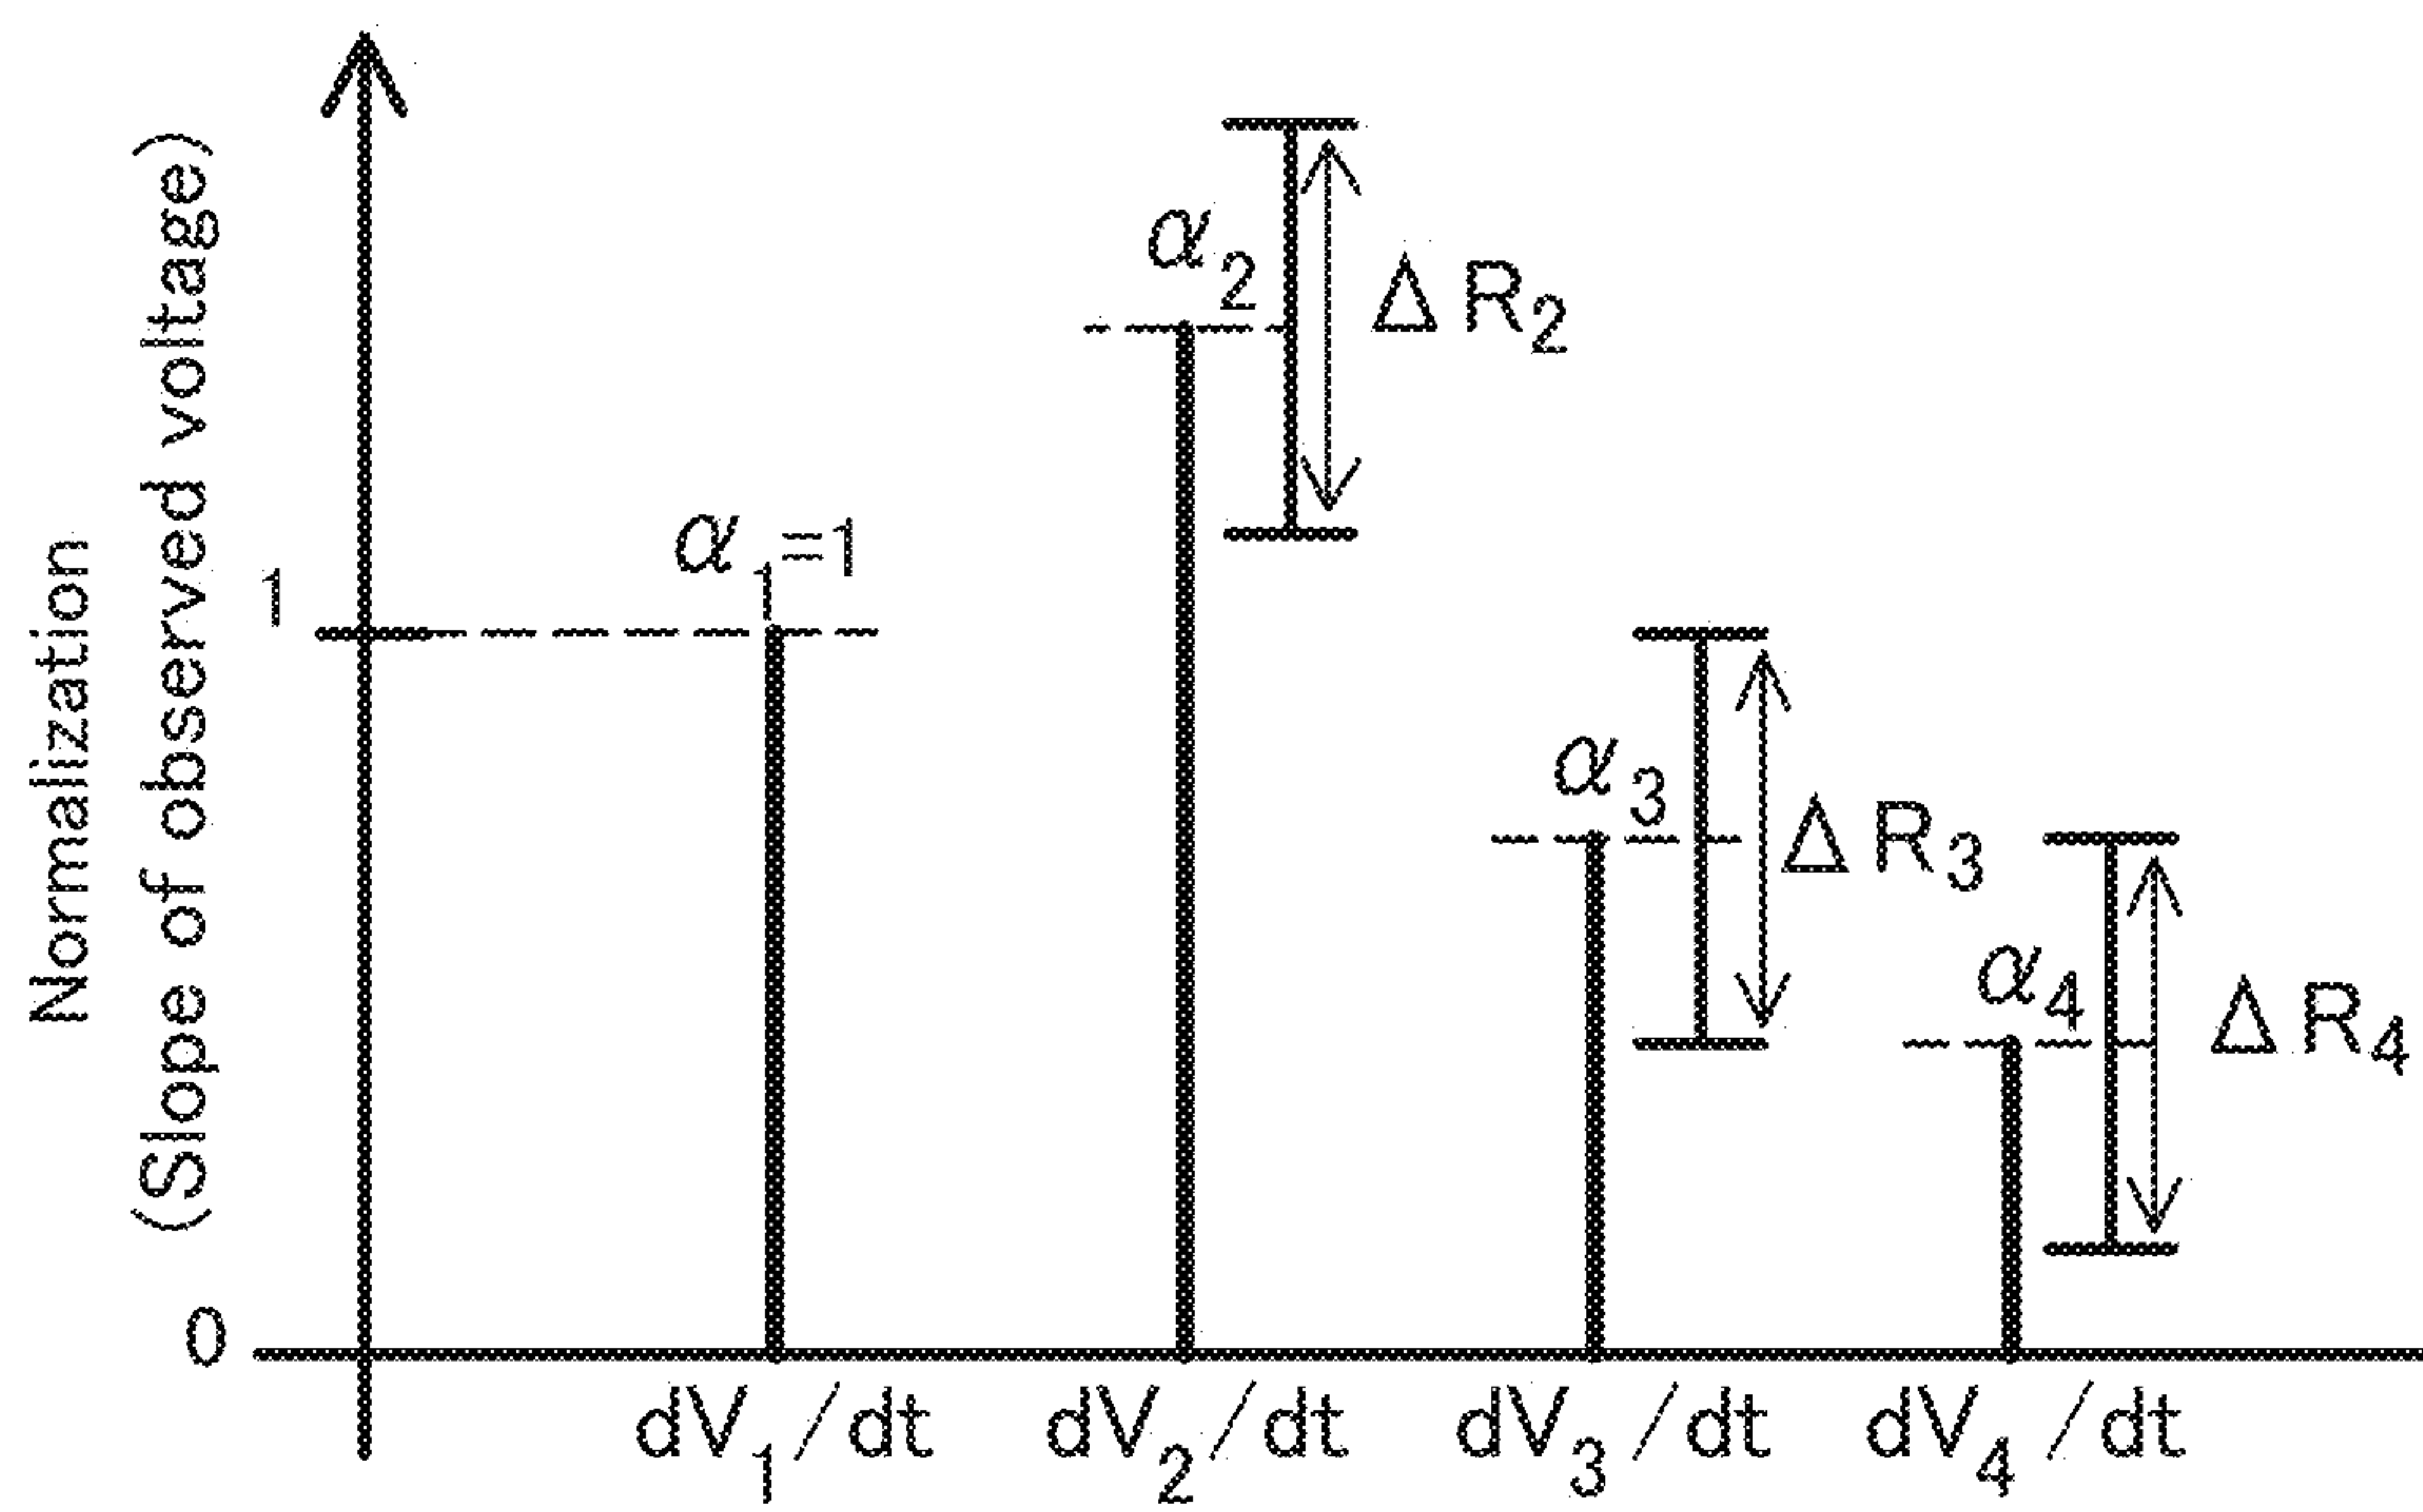 Normalization
(Slope of observed voltage)
α₂
ΔR₂
α₁=1
1
α₃
ΔR₃
α₄
ΔR₄
0
dV₁/dt dV₂/dt dV₃/dt dV₄/dt